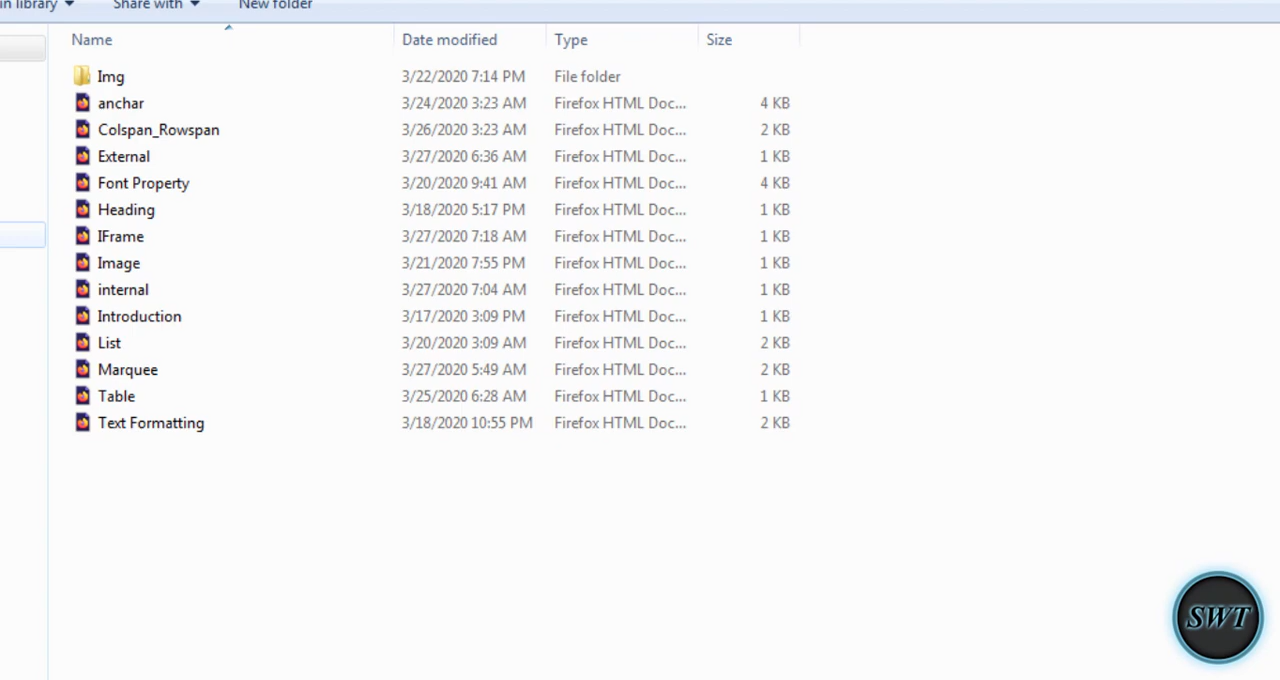 in library Share with New folder
Name Date modified Type Size
Img 3/22/2020 7:14 PM File folder
anchar 3/24/2020 3:23 AM Firefox HTML Doc... 4 KB
Colspan_Rowspan 3/26/2020 3:23 AM Firefox HTML Doc... 2 KB
External 3/27/2020 6:36 AM Firefox HTML Doc... 1 KB
Font Property 3/20/2020 9:41 AM Firefox HTML Doc... 4 KB
Heading 3/18/2020 5:17 PM Firefox HTML Doc... 1 KB
IFrame 3/27/2020 7:18 AM Firefox HTML Doc... 1 KB
Image 3/21/2020 7:55 PM Firefox HTML Doc... 1 KB
internal 3/27/2020 7:04 AM Firefox HTML Doc... 1 KB
Introduction 3/17/2020 3:09 PM Firefox HTML Doc... 1 KB
List 3/20/2020 3:09 AM Firefox HTML Doc... 2 KB
Marquee 3/27/2020 5:49 AM Firefox HTML Doc... 2 KB
Table 3/25/2020 6:28 AM Firefox HTML Doc... 1 KB
Text Formatting 3/18/2020 10:55 PM Firefox HTML Doc... 2 KB
SWT